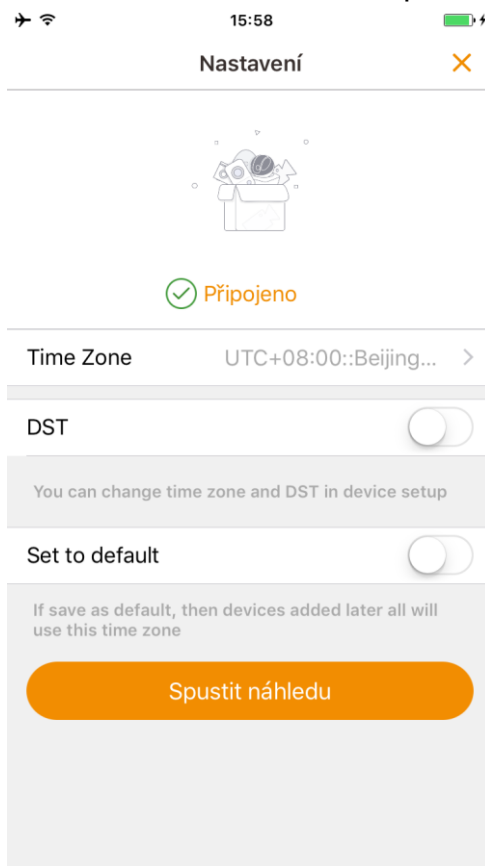 15:58
Nastavení
Připojeno
Time Zone UTC+08:00::Beijing...
DST
You can change time zone and DST in device setup
Set to default
If save as default, then devices added later all will
use this time zone
Spustit náhledu